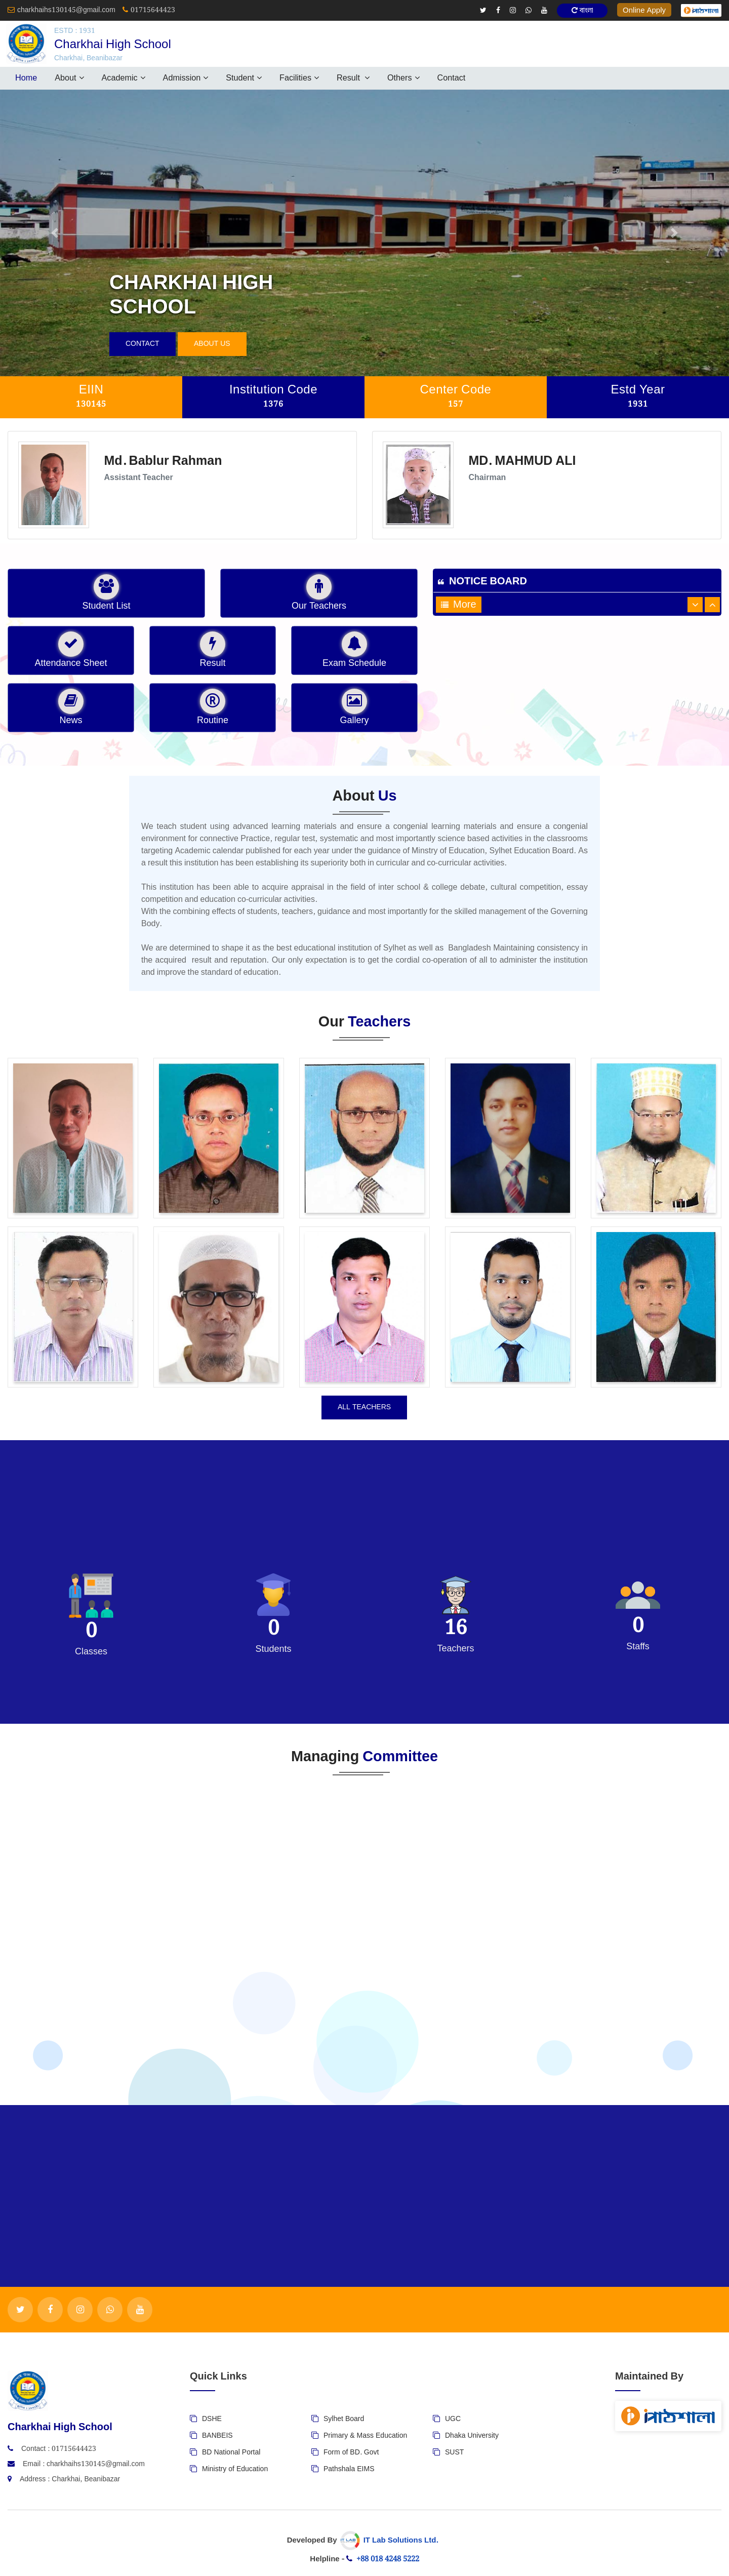 charkhaihs130145@gmail.com 01715644423 বাংলা Online Apply পাঠশালা
ESTD : 1931
Charkhai High School
Charkhai, Beanibazar
Home About Academic Admission Student Facilities Result Others Contact
CHARKHAI HIGH
SCHOOL
CONTACT ABOUT US
EIIN Institution Code Center Code Estd Year
130145 1376 157 1931
Md. Bablur Rahman
Assistant Teacher
MD. MAHMUD ALI
Chairman
Student List Our Teachers
Attendance Sheet Result Exam Schedule
News Routine Gallery
NOTICE BOARD
More
About Us
We teach student using advanced learning materials and ensure a congenial learning materials and ensure a congenial
environment for connective Practice, regular test, systematic and most importantly science based activities in the classrooms
targeting Academic calendar published for each year under the guidance of Minstry of Education, Sylhet Education Board. As
a result this institution has been establishing its superiority both in curricular and co-curricular activities.
This institution has been able to acquire appraisal in the field of inter school & college debate, cultural competition, essay
competition and education co-curricular activities.
With the combining effects of students, teachers, guidance and most importantly for the skilled management of the Governing
Body.
We are determined to shape it as the best educational institution of Sylhet as well as Bangladesh Maintaining consistency in
the acquired result and reputation. Our only expectation is to get the cordial co-operation of all to administer the institution
and improve the standard of education.
Our Teachers
ALL TEACHERS
0 0 16 0
Classes Students Teachers Staffs
Managing Committee
Charkhai High School
Contact : 01715644423
Email : charkhaihs130145@gmail.com
Address : Charkhai, Beanibazar
Quick Links
DSHE
BANBEIS
BD National Portal
Ministry of Education
Sylhet Board
Primary & Mass Education
Form of BD. Govt
Pathshala EIMS
UGC
Dhaka University
SUST
Maintained By
পাঠশালা
Developed By IT LAB IT Lab Solutions Ltd.
Helpline - +88 018 4248 5222